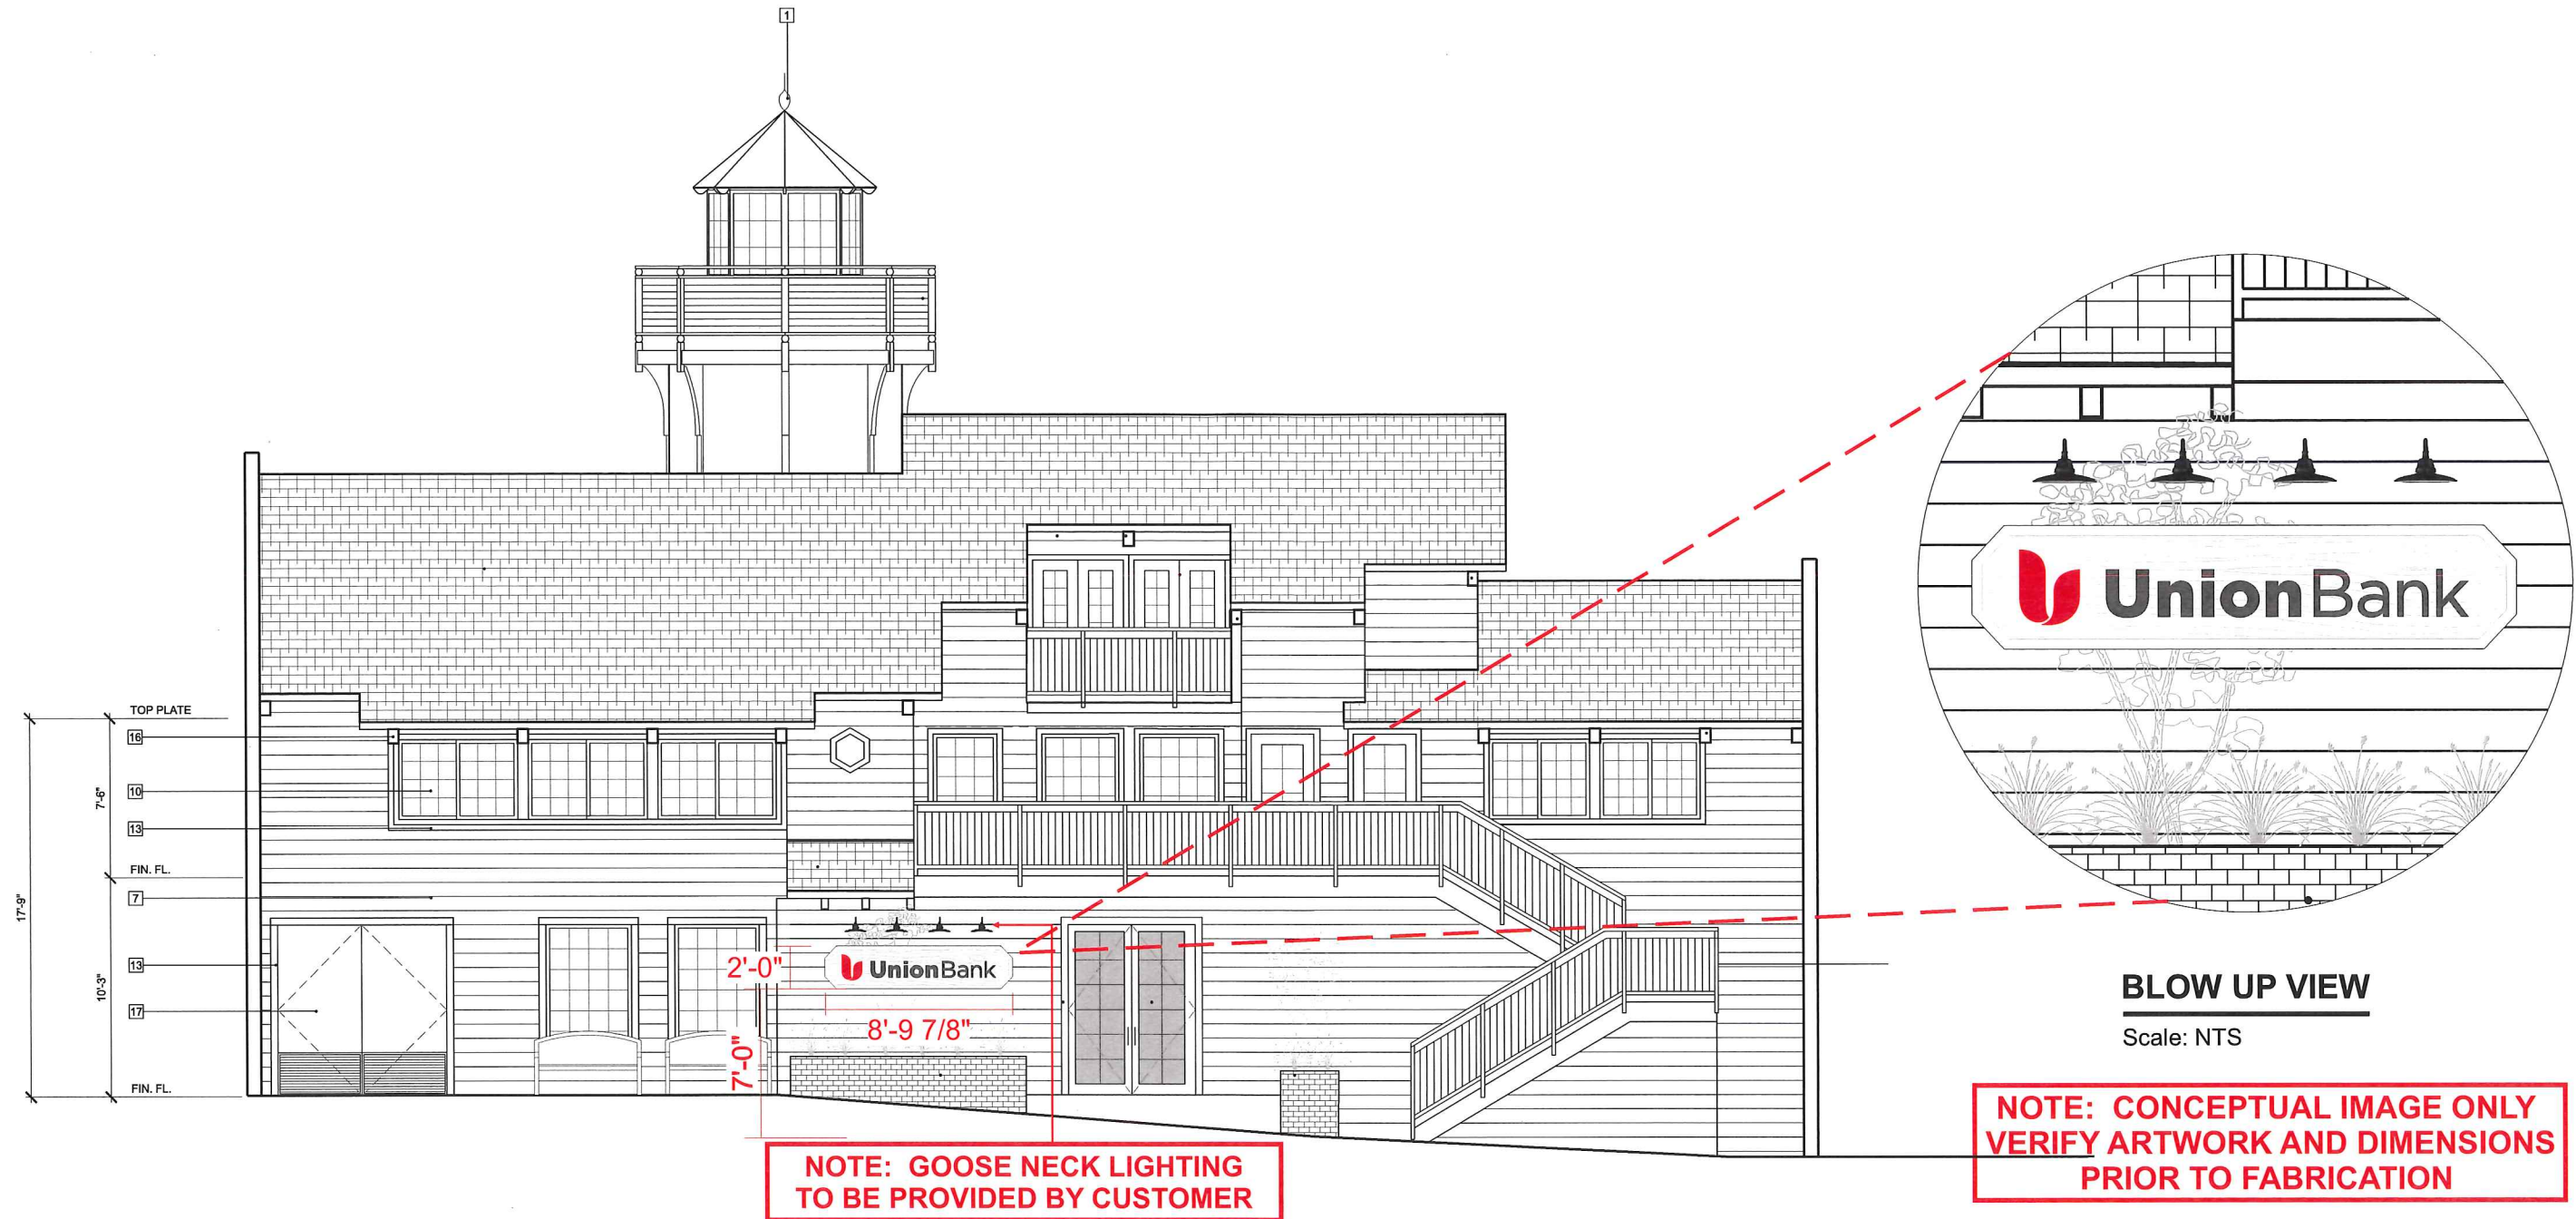 1
TOP PLATE
16
10
13
FIN. FL.
7
13
17
FIN. FL.
7'-6"
17'-9"
10'-3"
2'-0"
UnionBank
8'-9 7/8"
7'-0"
NOTE: GOOSE NECK LIGHTING
TO BE PROVIDED BY CUSTOMER
UnionBank
BLOW UP VIEW
Scale: NTS
NOTE: CONCEPTUAL IMAGE ONLY
VERIFY ARTWORK AND DIMENSIONS
PRIOR TO FABRICATION